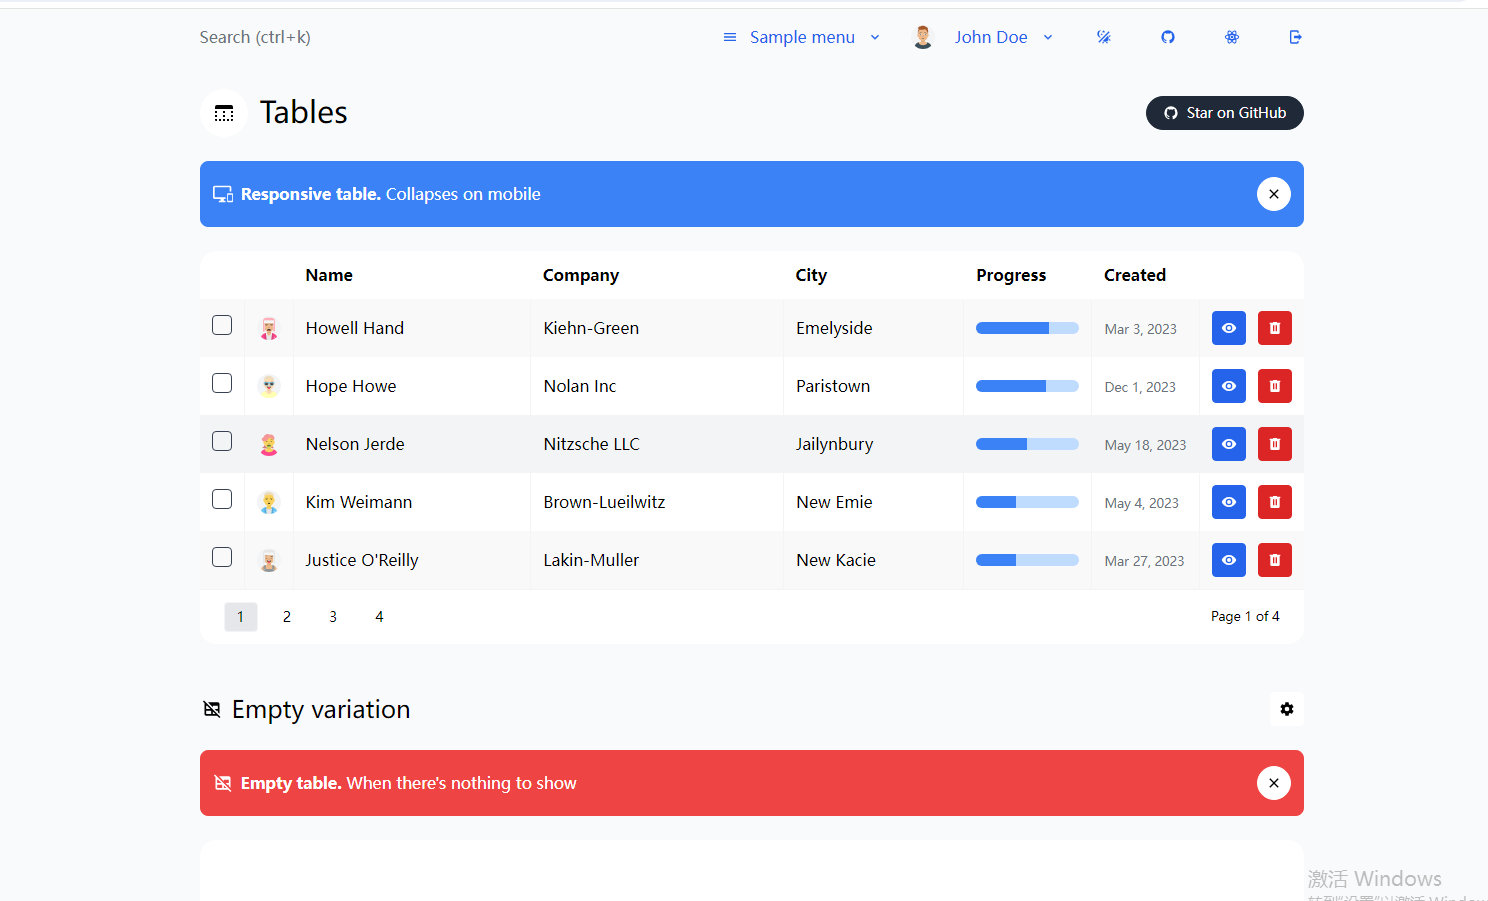 Search (ctrl+k)
Sample menu
John Doe
Tables
Star on GitHub
Responsive table. Collapses on mobile
Name Company City Progress Created
Howell Hand Kiehn-Green Emelyside Mar 3, 2023
Hope Howe Nolan Inc Paristown Dec 1, 2023
Nelson Jerde Nitzsche LLC Jailynbury May 18, 2023
Kim Weimann Brown-Lueilwitz New Emie May 4, 2023
Justice O'Reilly Lakin-Muller New Kacie Mar 27, 2023
1 2 3 4 Page 1 of 4
Empty variation
Empty table. When there's nothing to show
激活 Windows